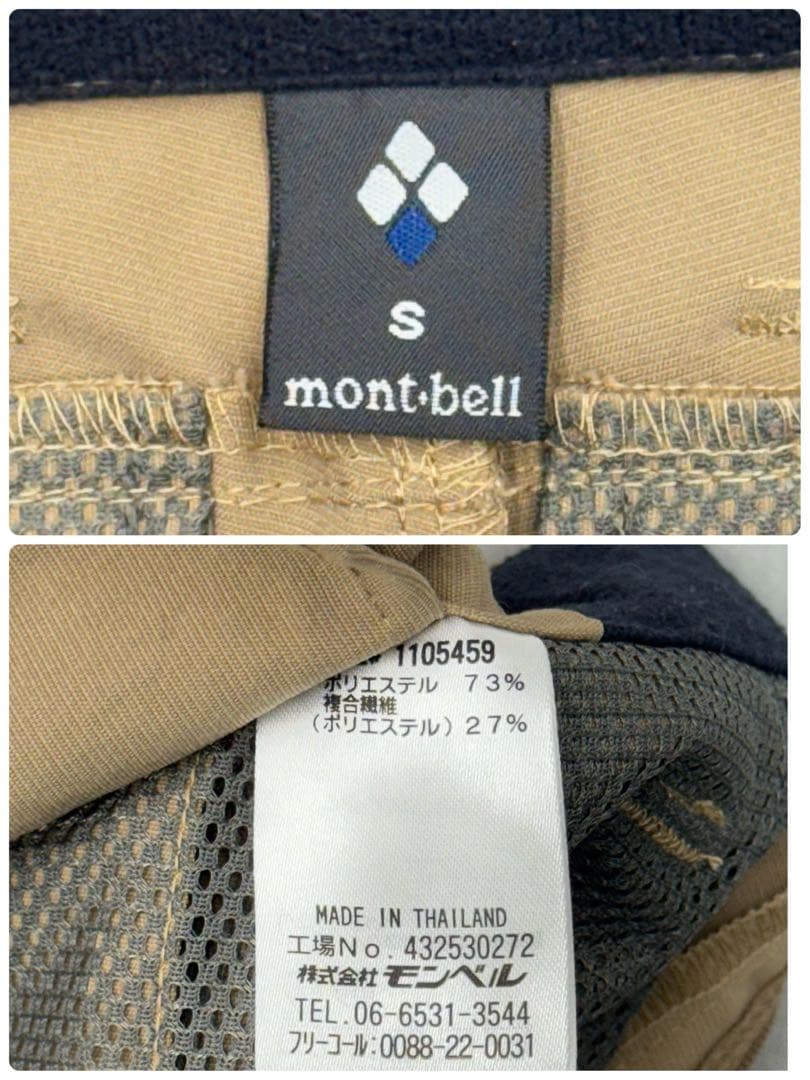 S
mont·bell
1105459
ポリエステル 73%
複合繊維
(ポリエステル) 27%
MADE IN THAILAND
工場No. 432530272
株式会社 モンベル
TEL.06-6531-3544
フリーコール:0088-22-0031